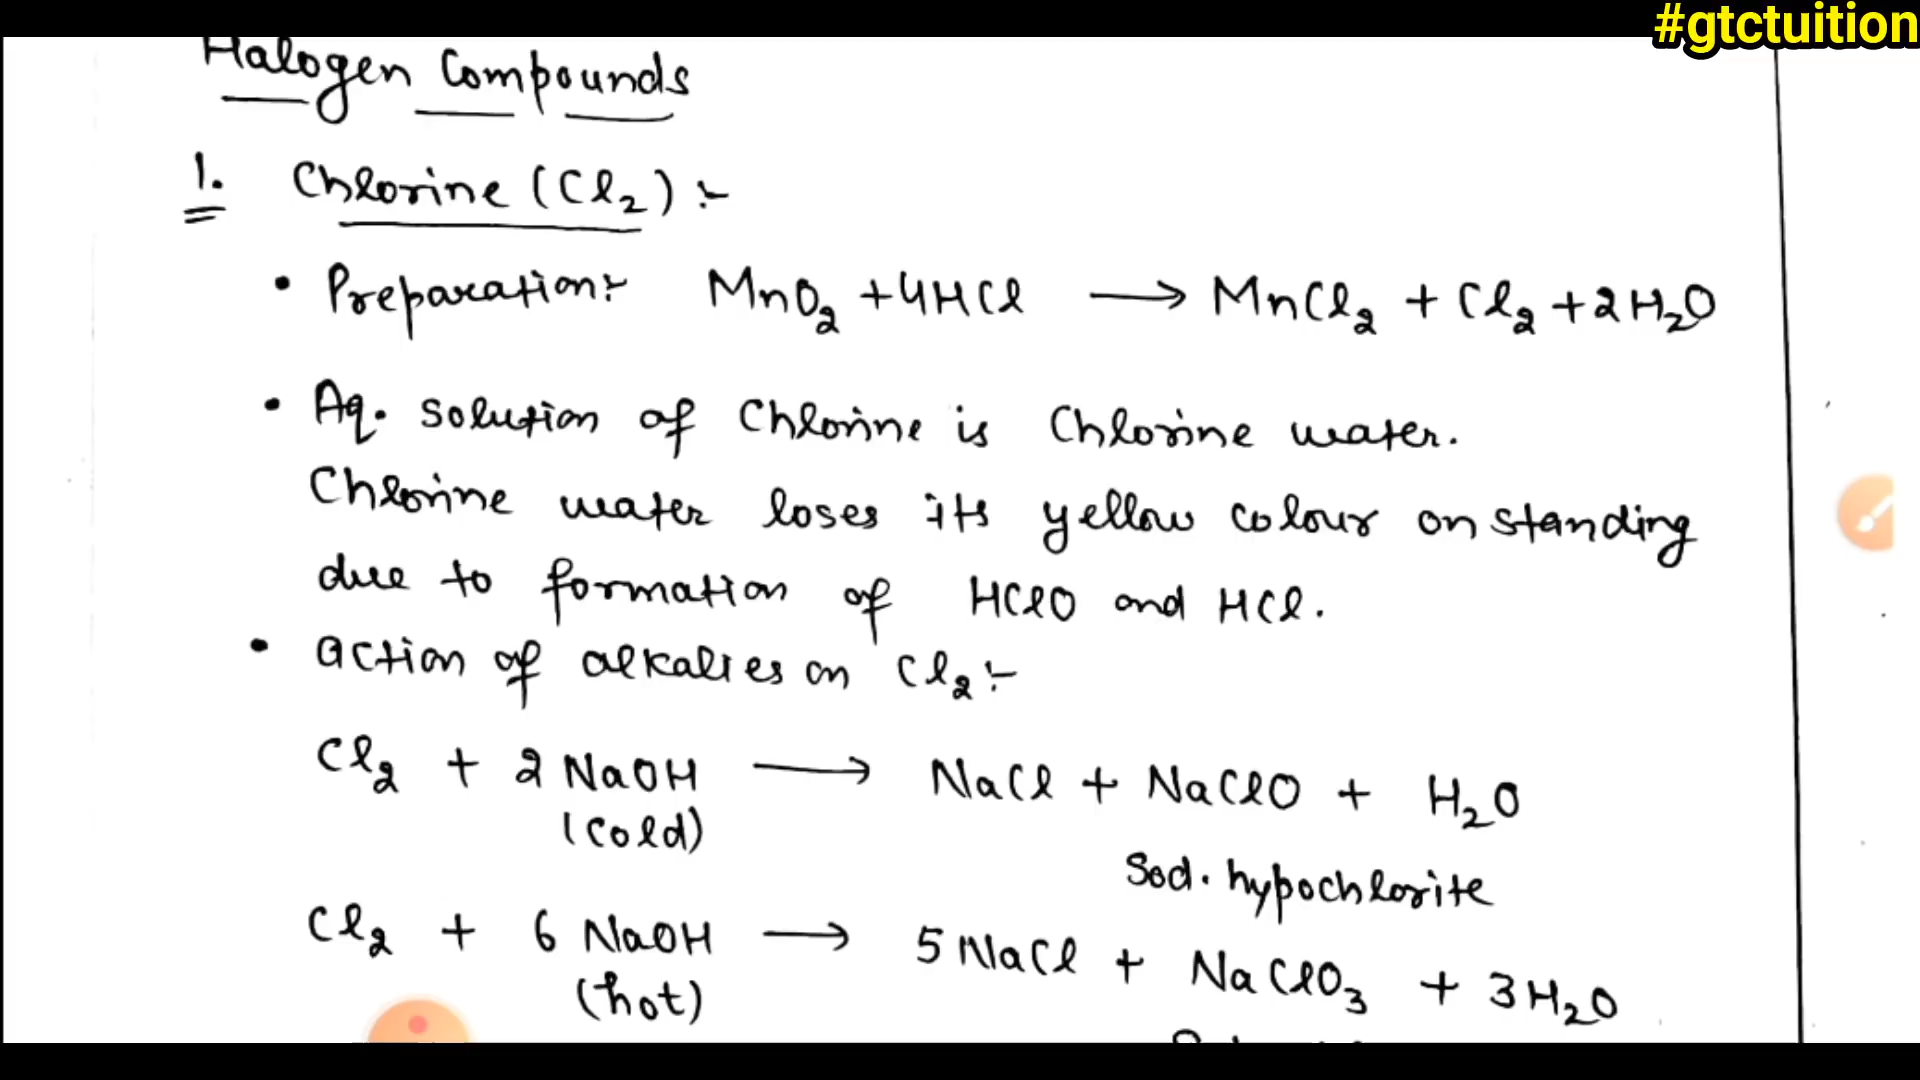 #gtctuition
Halogen Compounds
1. Chlorine (Cl₂) :-
• Preparation:- MnO₂ + 4HCl ⟶ MnCl₂ + Cl₂ + 2H₂O
• Aq. solution of Chlorine is Chlorine water.
Chlorine water loses its yellow colour on standing
due to formation of HClO and HCl.
• action of alkalies on Cl₂ :-
Cl₂ + 2 NaOH ⟶ NaCl + NaClO + H₂O
(cold)
Sod. hypochlorite
Cl₂ + 6 NaOH ⟶ 5 NaCl + NaClO₃ + 3H₂O
(hot)